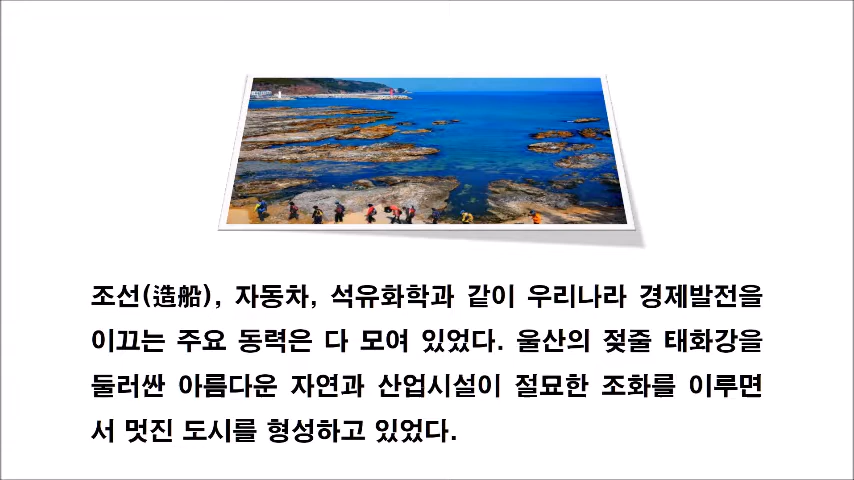 조선(造船), 자동차, 석유화학과 같이 우리나라 경제발전을
이끄는 주요 동력은 다 모여 있었다. 울산의 젖줄 태화강을
둘러싼 아름다운 자연과 산업시설이 절묘한 조화를 이루면
서 멋진 도시를 형성하고 있었다.